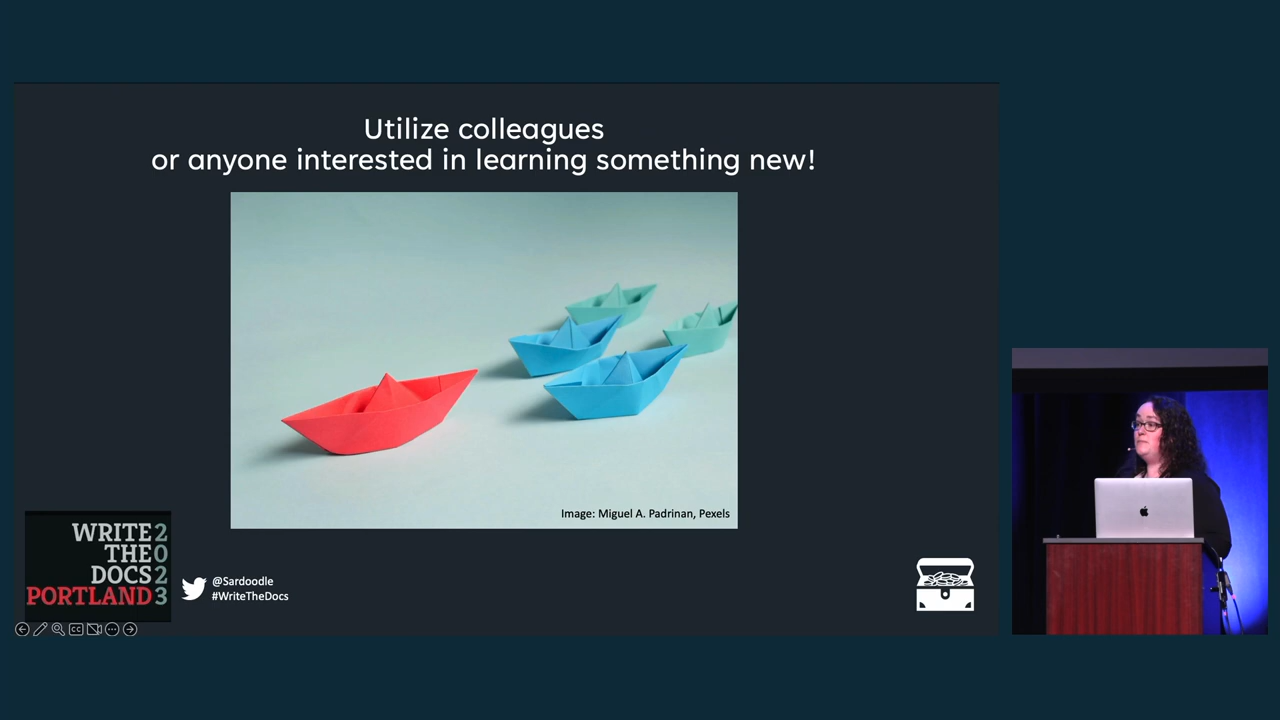 Utilize colleagues
or anyone interested in learning something new!
Image: Miguel A. Padrinan, Pexels
WRITE 2
THE 0
DOCS 2
PORTLAND 3
@Sardoodle
#WriteTheDocs
CC